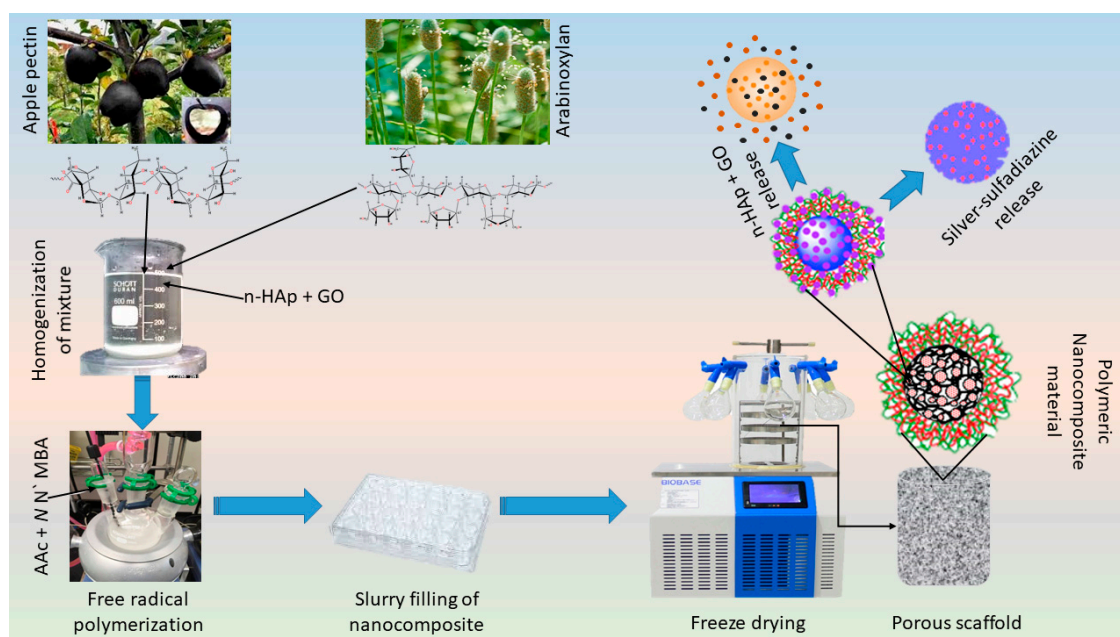 Apple pectin
Arabinoxylan
n-HAp + GO
release
Silver-sulfadiazine
release
Homogenization
of mixture
SCHOTT
DURAN
600 ml
500
400
300
200
100
n-HAp + GO
Polymeric
Nanocomposite
material
AAc + N N` MBA
BIOBASE
Free radical
polymerization
Slurry filling of
nanocomposite
Freeze drying
Porous scaffold